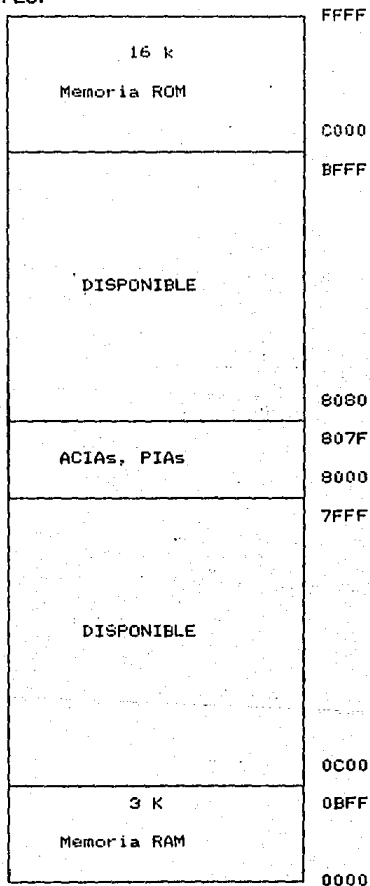 FFFF
16 k
Memoria ROM
C000
BFFF
DISPONIBLE
8080
807F
ACIAs, PIAs
8000
7FFF
DISPONIBLE
0C00
3 K
0BFF
Memoria RAM
0000